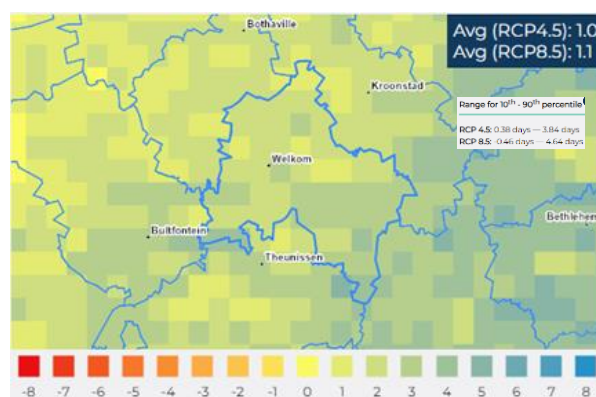 Bothaville
Avg (RCP4.5): 1.0
Avg (RCP8.5): 1.1
Kroonstad
Range for 10th - 90th percentile
RCP 4.5: 0.38 days — 3.84 days
RCP 8.5: -0.46 days — 4.64 days
Welkom
Bultfontein
Bethlehem
Theunissen
-8 -7 -6 -5 -4 -3 -2 -1 0 1 2 3 4 5 6 7 8